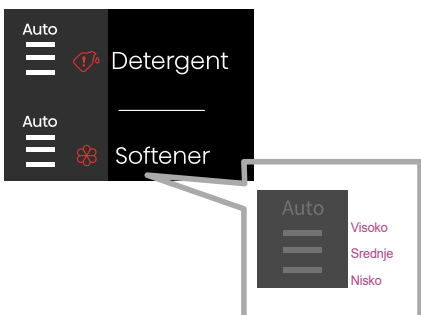 Auto
Detergent
Auto
Softener
Auto
Visoko
Srednje
Nisko